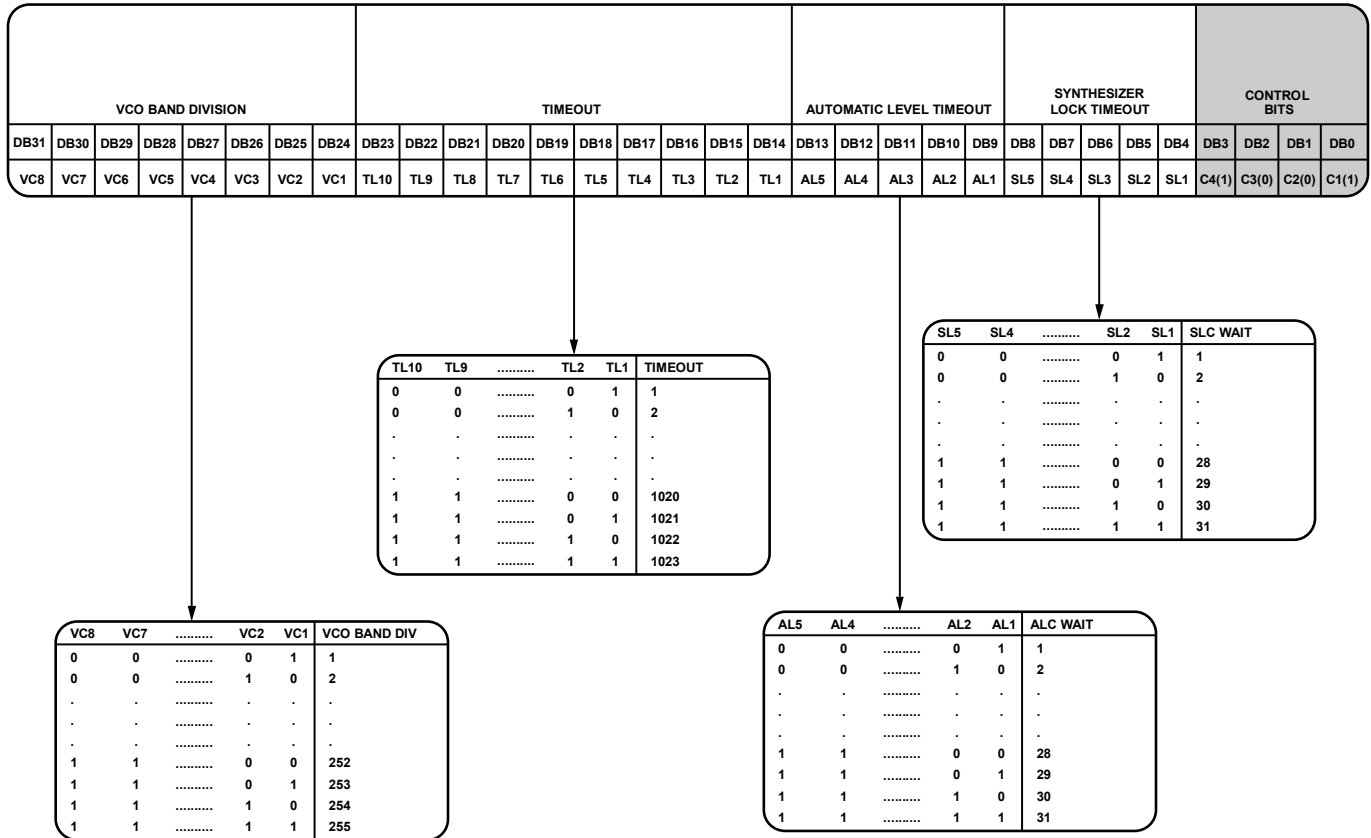 VCO BAND DIVISION TIMEOUT AUTOMATIC LEVEL TIMEOUT SYNTHESIZER LOCK TIMEOUT CONTROL BITS
DB31 DB30 DB29 DB28 DB27 DB26 DB25 DB24 DB23 DB22 DB21 DB20 DB19 DB18 DB17 DB16 DB15 DB14 DB13 DB12 DB11 DB10 DB9 DB8 DB7 DB6 DB5 DB4 DB3 DB2 DB1 DB0
VC8 VC7 VC6 VC5 VC4 VC3 VC2 VC1 TL10 TL9 TL8 TL7 TL6 TL5 TL4 TL3 TL2 TL1 AL5 AL4 AL3 AL2 AL1 SL5 SL4 SL3 SL2 SL1 C4(1) C3(0) C2(0) C1(1)
SL5 SL4 .......... SL2 SL1 SLC WAIT
0 0 .......... 0 1 1
0 0 .......... 1 0 2
. . .......... . . .
. . .......... . . .
. . .......... . . .
1 1 .......... 0 0 28
1 1 .......... 0 1 29
1 1 .......... 1 0 30
1 1 .......... 1 1 31
TL10 TL9 .......... TL2 TL1 TIMEOUT
0 0 .......... 0 1 1
0 0 .......... 1 0 2
. . .......... . . .
. . .......... . . .
. . .......... . . .
1 1 .......... 0 0 1020
1 1 .......... 0 1 1021
1 1 .......... 1 0 1022
1 1 .......... 1 1 1023
VC8 VC7 .......... VC2 VC1 VCO BAND DIV
0 0 .......... 0 1 1
0 0 .......... 1 0 2
. . .......... . . .
. . .......... . . .
. . .......... . . .
1 1 .......... 0 0 252
1 1 .......... 0 1 253
1 1 .......... 1 0 254
1 1 .......... 1 1 255
AL5 AL4 .......... AL2 AL1 ALC WAIT
0 0 .......... 0 1 1
0 0 .......... 1 0 2
. . .......... . . .
. . .......... . . .
. . .......... . . .
1 1 .......... 0 0 28
1 1 .......... 0 1 29
1 1 .......... 1 0 30
1 1 .......... 1 1 31